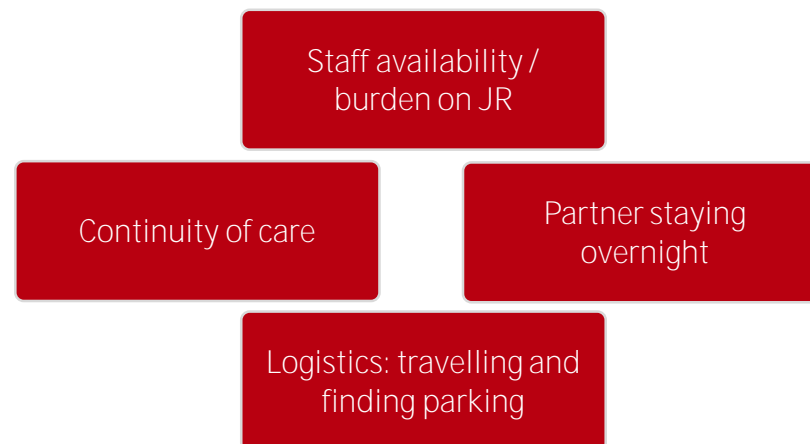 Staff availability /
burden on JR
Continuity of care
Partner staying
overnight
Logistics: travelling and
finding parking